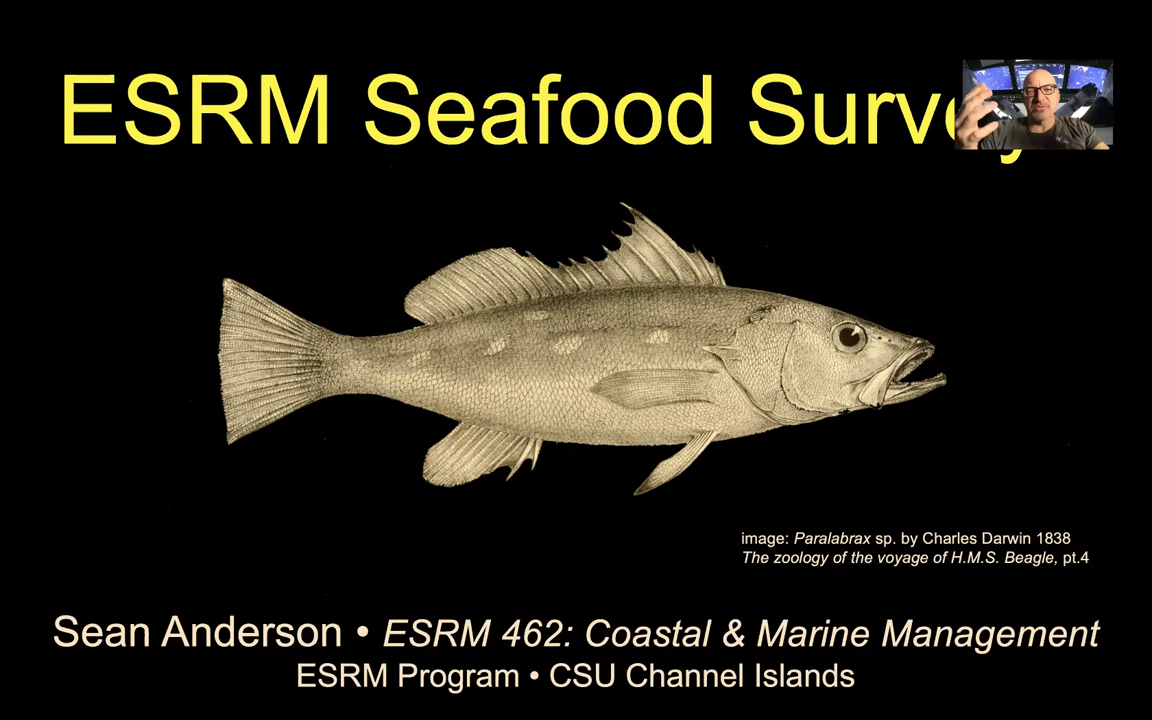 ESRM Seafood Survey
image: Paralabrax sp. by Charles Darwin 1838
The zoology of the voyage of H.M.S. Beagle, pt.4
Sean Anderson • ESRM 462: Coastal & Marine Management
ESRM Program • CSU Channel Islands